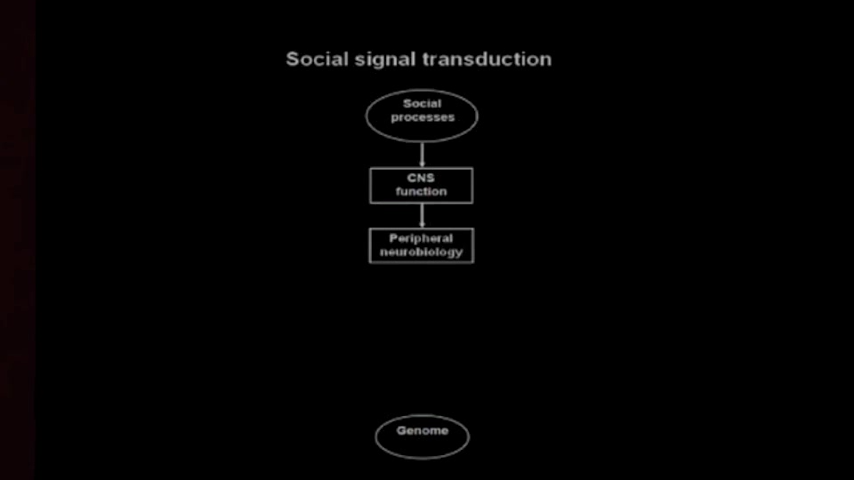 Social signal transduction
Social
processes
CNS
function
Peripheral
neurobiology
Genome